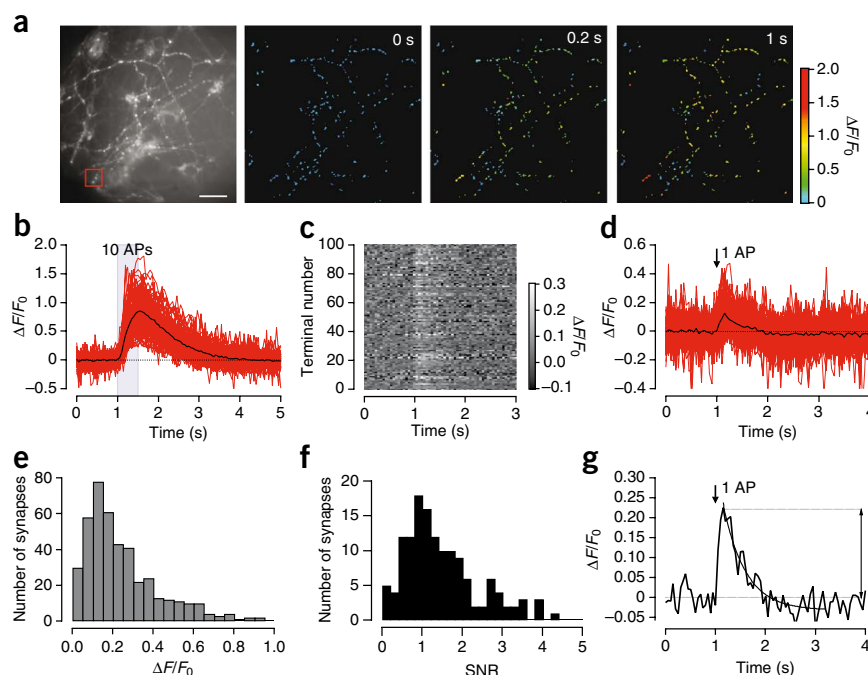 a
0 s
0.2 s
1 s
2.0
1.5
1.0
0.5
0
ΔF/F0
b
10 APs
2.0
1.5
1.0
0.5
0
–0.5
ΔF/F0
0 1 2 3 4 5
Time (s)
c
Terminal number
100
80
60
40
20
0
0 1 2 3
Time (s)
0.3
0.2
0.1
0.0
–0.1
ΔF/F0
d
1 AP
0.6
0.4
0.2
0
–0.2
–0.4
ΔF/F0
0 1 2 3 4
Time (s)
e
Number of synapses
80
60
40
20
0
0.0 0.2 0.4 0.6 0.8 1.0
ΔF/F0
f
Number of synapses
20
15
10
5
0
0 1 2 3 4 5
SNR
g
1 AP
0.30
0.25
0.20
0.15
0.10
0.05
0
–0.05
ΔF/F0
0 1 2 3 4
Time (s)